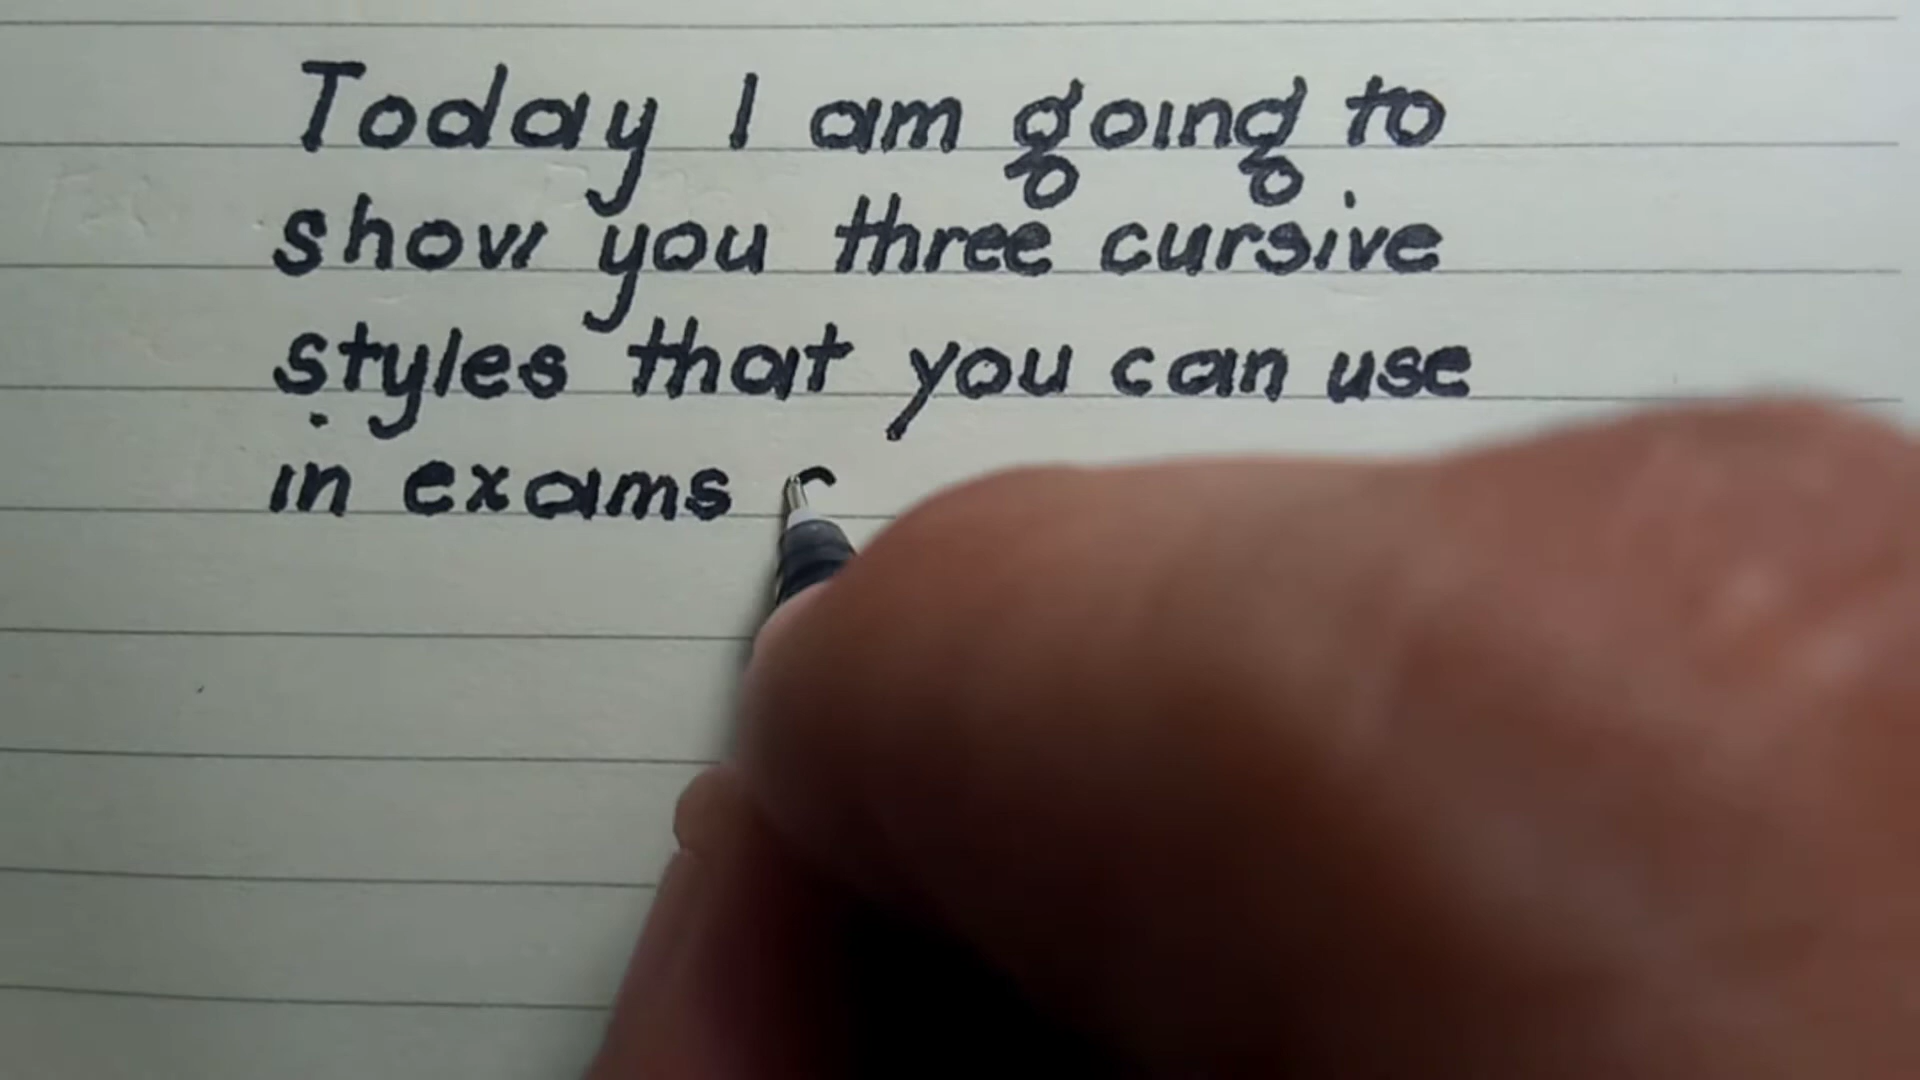 Today I am going to
show you three cursive
styles that you can use
in exams